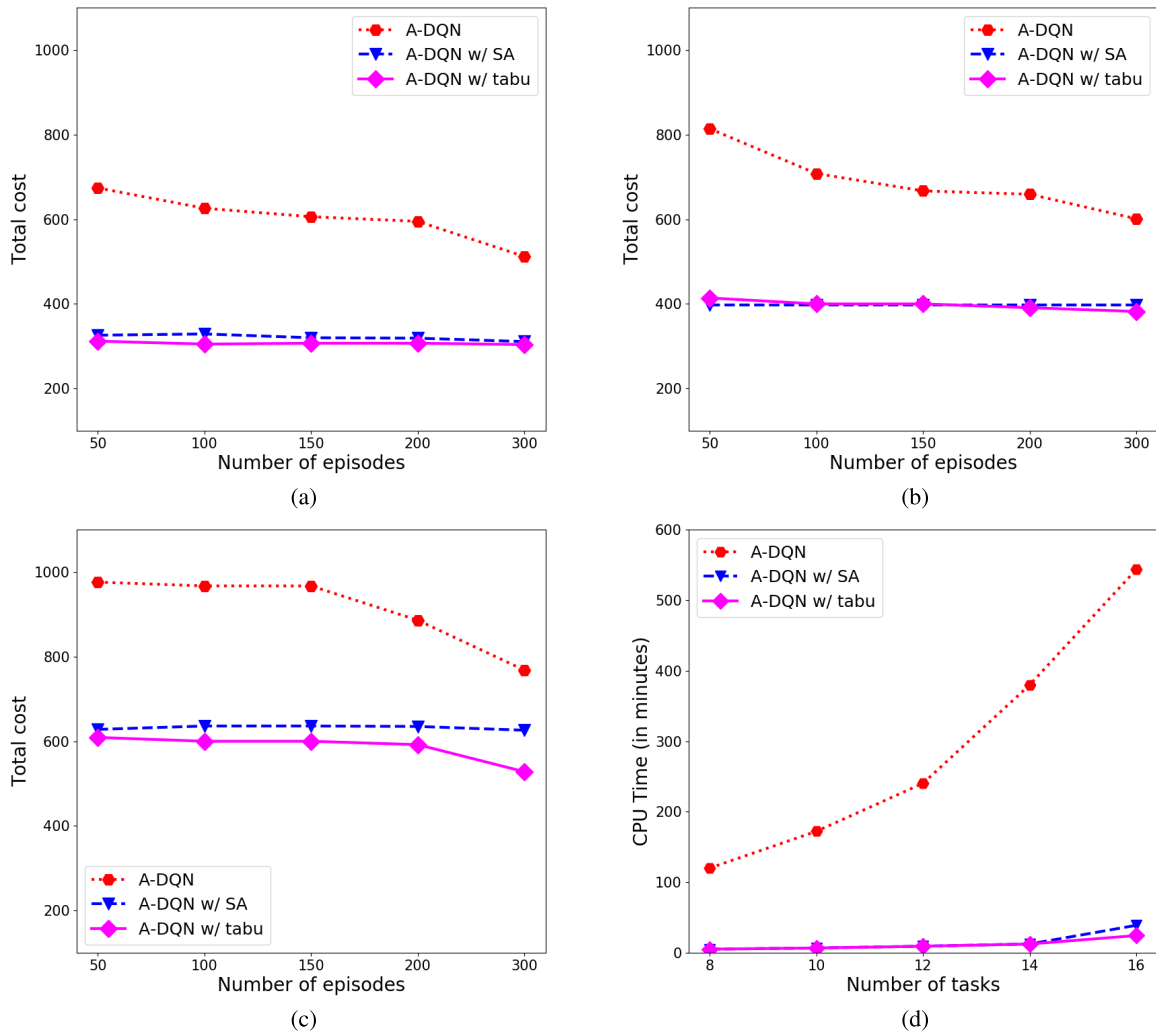 A-DQN
A-DQN w/ SA
A-DQN w/ tabu
1000
800
600
400
200
Total cost
50 100 150 200 300
Number of episodes
(a)
A-DQN
A-DQN w/ SA
A-DQN w/ tabu
1000
800
600
400
200
Total cost
50 100 150 200 300
Number of episodes
(b)
1000
800
600
400
200
Total cost
A-DQN
A-DQN w/ SA
A-DQN w/ tabu
50 100 150 200 300
Number of episodes
(c)
A-DQN
A-DQN w/ SA
A-DQN w/ tabu
600
500
400
300
200
100
0
CPU Time (in minutes)
8 10 12 14 16
Number of tasks
(d)